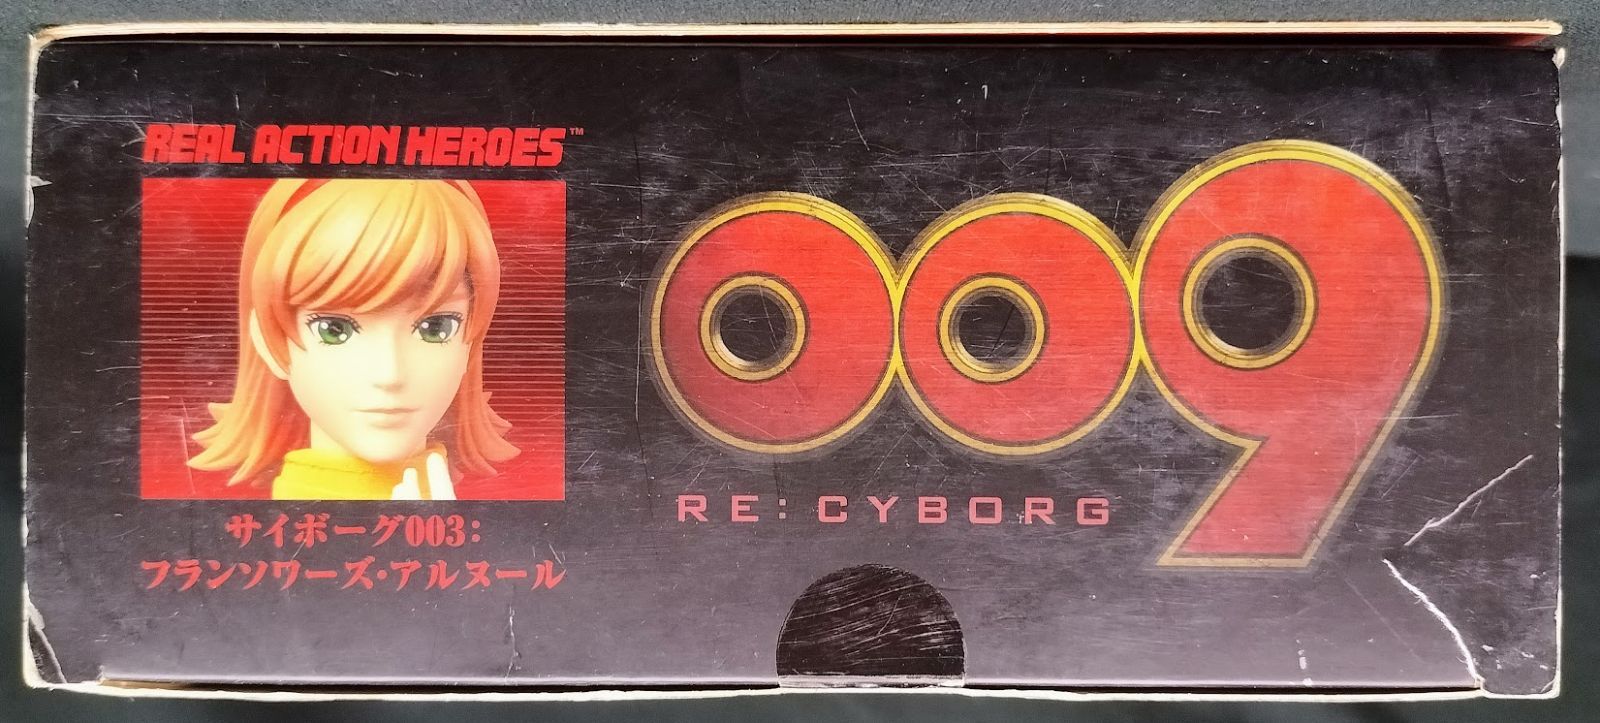 REAL ACTION HEROES™
サイボーグ003:
フランソワーズ・アルヌール
009
RE:CYBORG